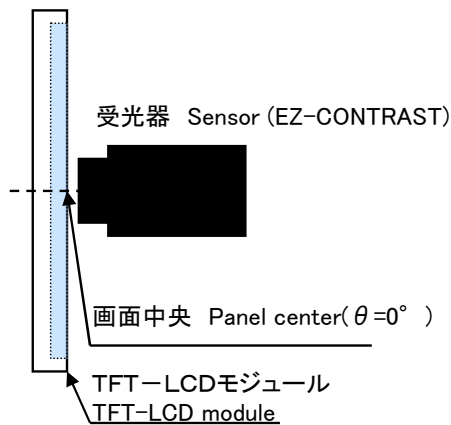 受光器 Sensor (EZ-CONTRAST)
画面中央 Panel center(θ=0°)
TFT－LCDモジュール
TFT-LCD module